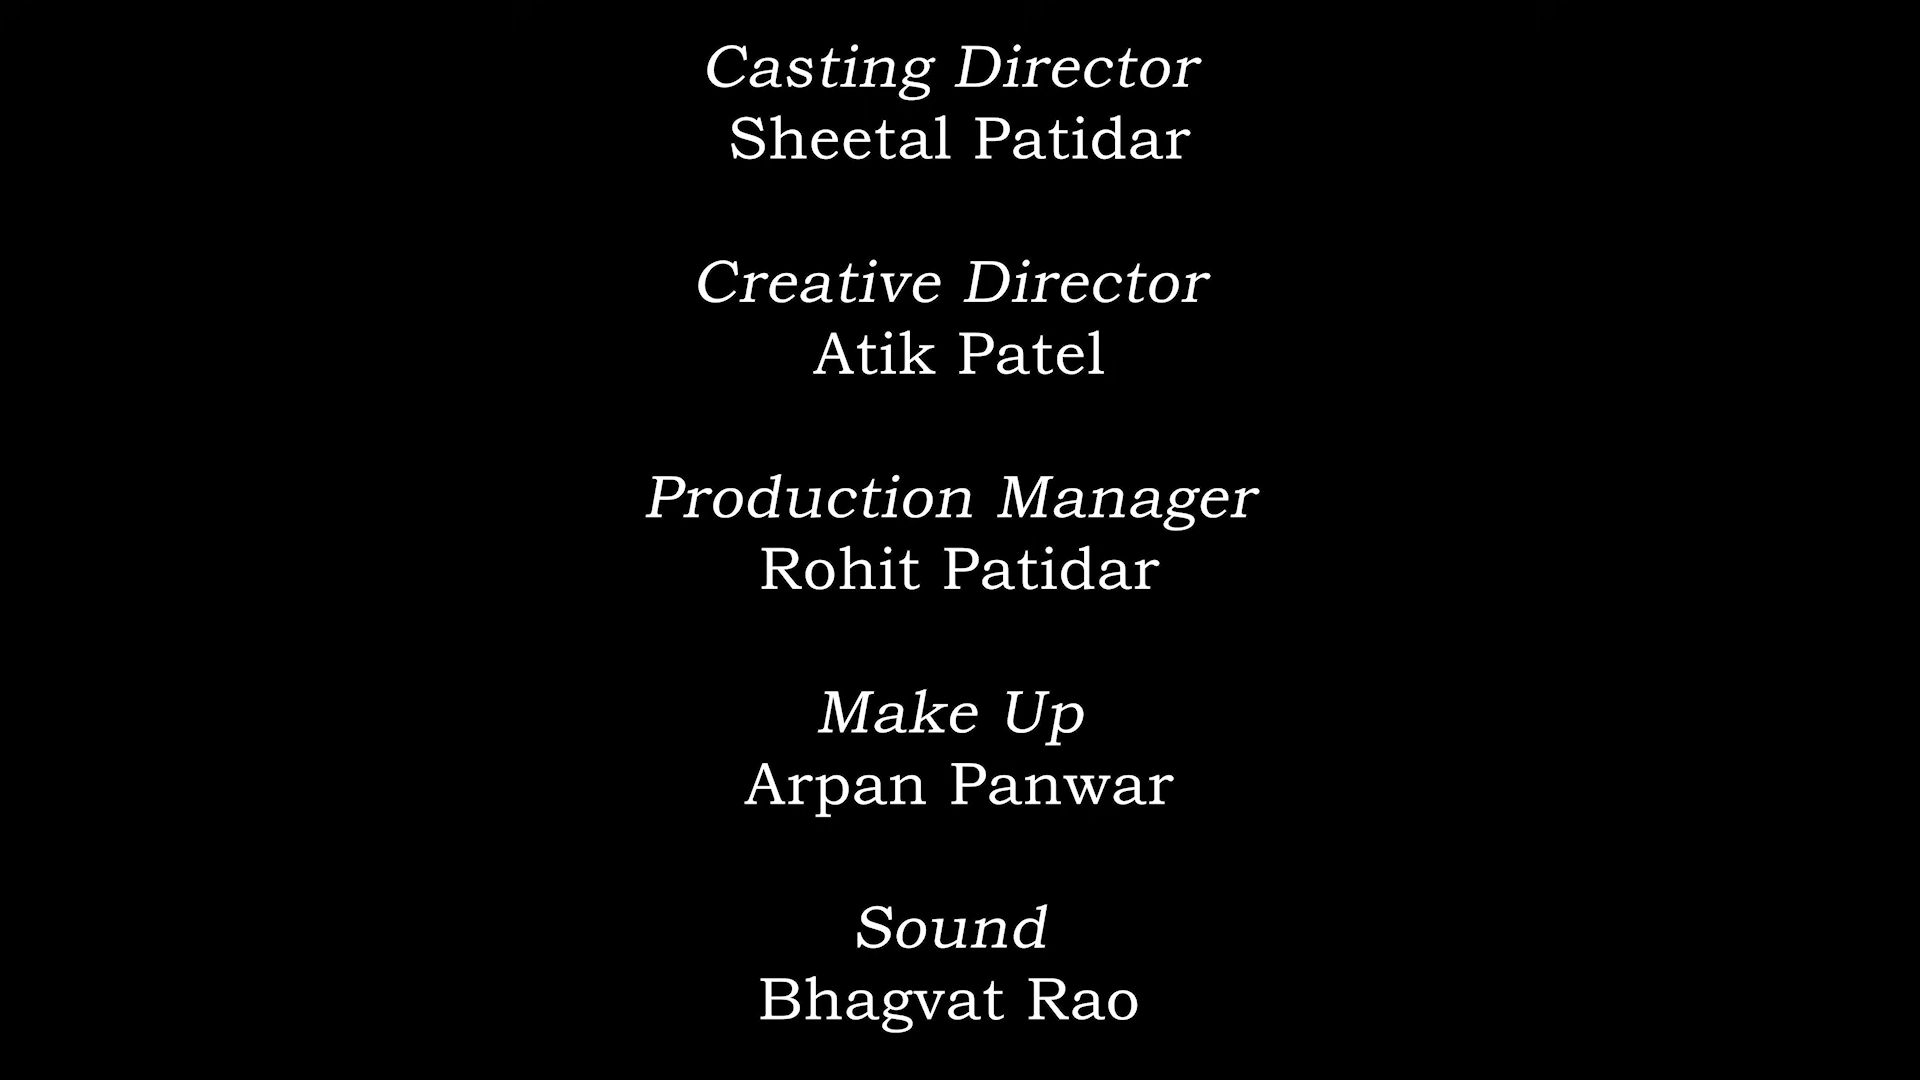 Casting Director
Sheetal Patidar
Creative Director
Atik Patel
Production Manager
Rohit Patidar
Make Up
Arpan Panwar
Sound
Bhagvat Rao